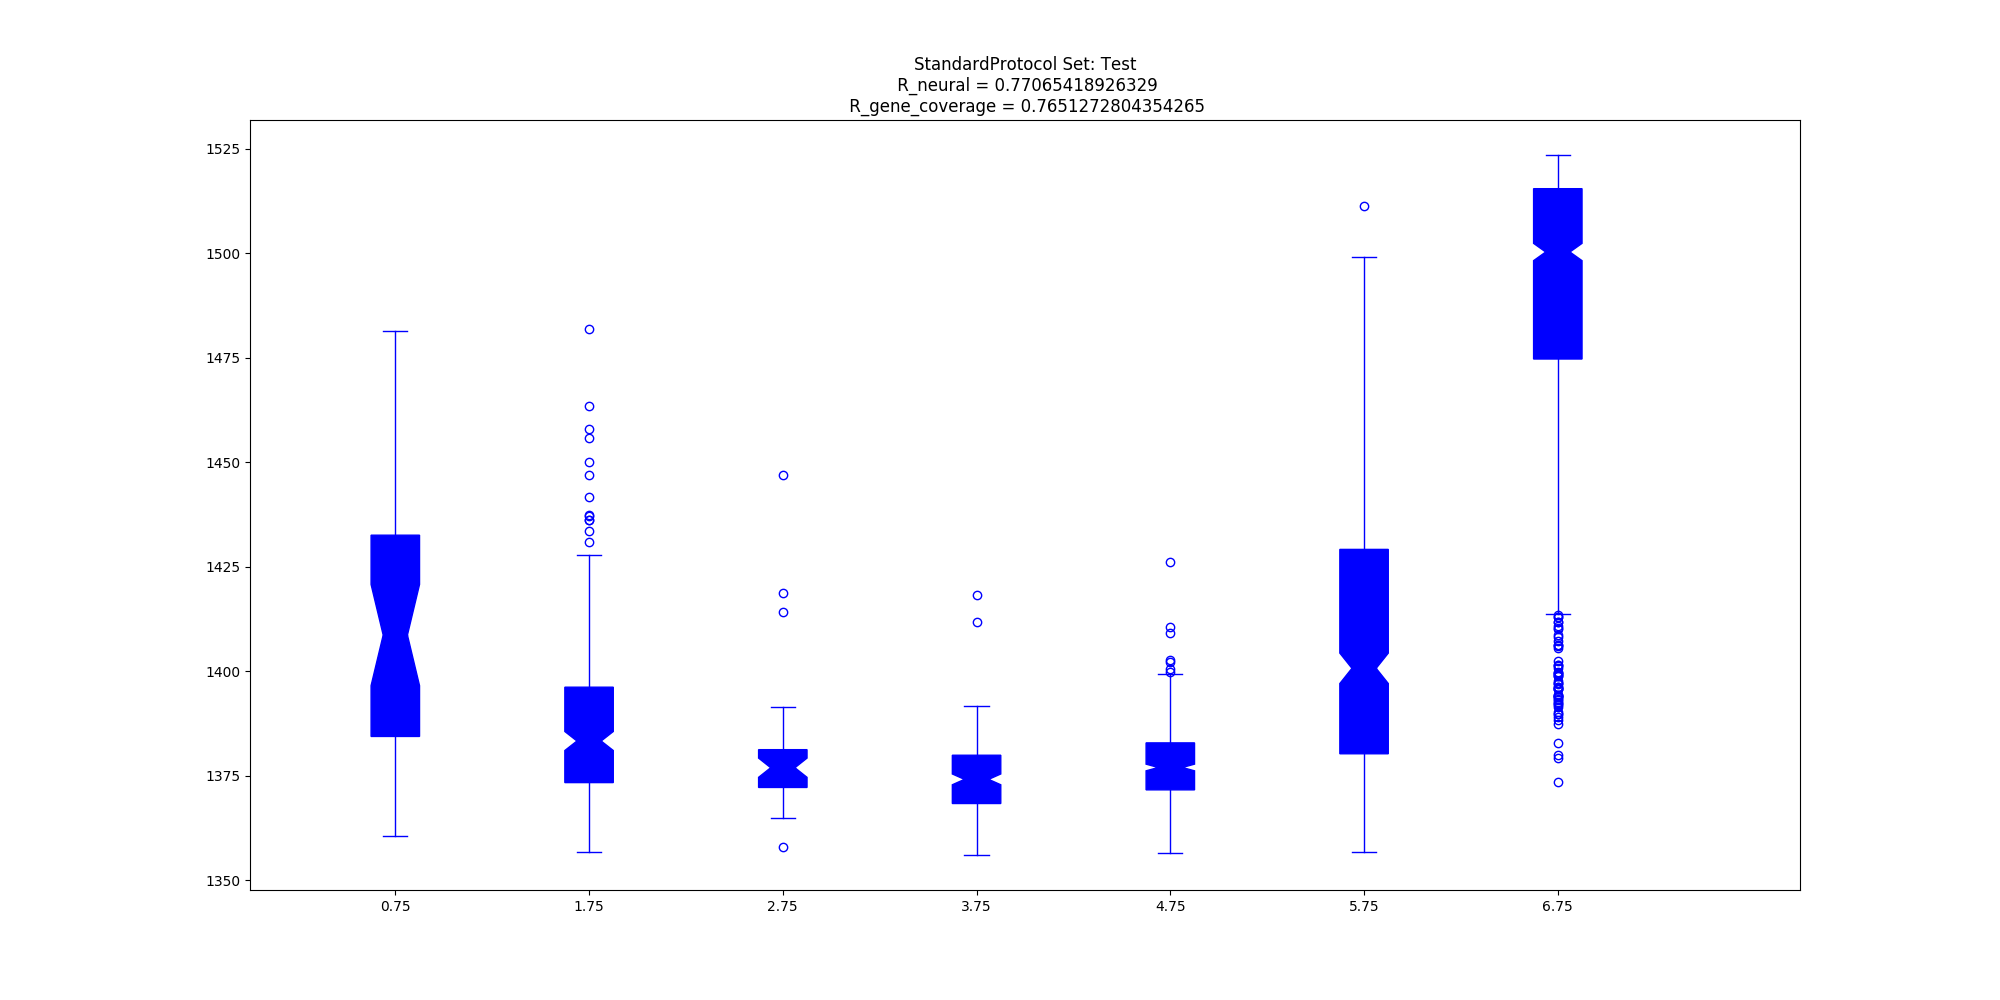 StandardProtocol Set: Test
R_neural = 0.77065418926329
R_gene_coverage = 0.7651272804354265
1525
1500
1475
1450
1425
1400
1375
1350
0.75 1.75 2.75 3.75 4.75 5.75 6.75